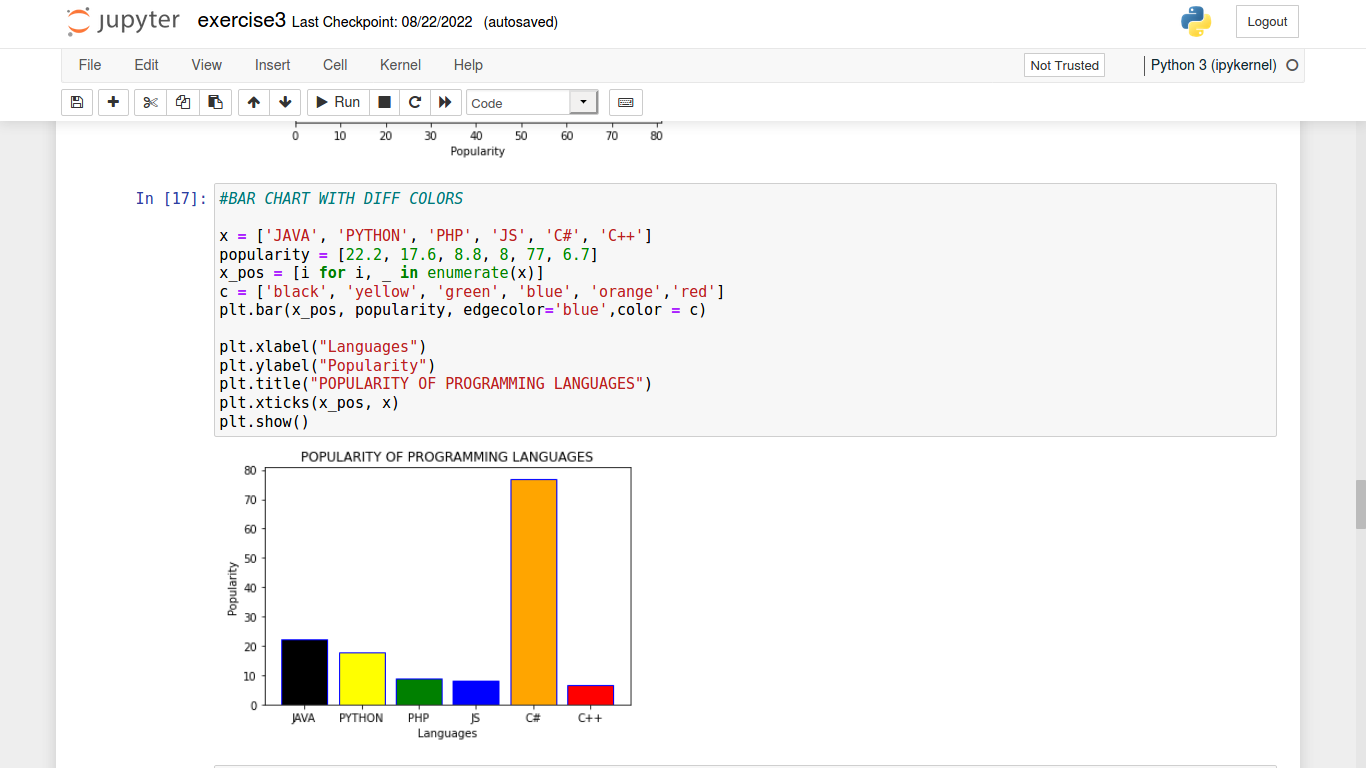 jupyter exercise3 Last Checkpoint: 08/22/2022 (autosaved)
Logout
File Edit View Insert Cell Kernel Help
Not Trusted
Python 3 (ipykernel)
Run
Code
0 10 20 30 40 50 60 70 80
Popularity
In [17]:
#BAR CHART WITH DIFF COLORS
x = ['JAVA', 'PYTHON', 'PHP', 'JS', 'C#', 'C++']
popularity = [22.2, 17.6, 8.8, 8, 77, 6.7]
x_pos = [i for i, _ in enumerate(x)]
c = ['black', 'yellow', 'green', 'blue', 'orange','red']
plt.bar(x_pos, popularity, edgecolor='blue',color = c)
plt.xlabel("Languages")
plt.ylabel("Popularity")
plt.title("POPULARITY OF PROGRAMMING LANGUAGES")
plt.xticks(x_pos, x)
plt.show()
POPULARITY OF PROGRAMMING LANGUAGES
80
70
60
50
40
30
20
10
0
Popularity
JAVA PYTHON PHP JS C# C++
Languages